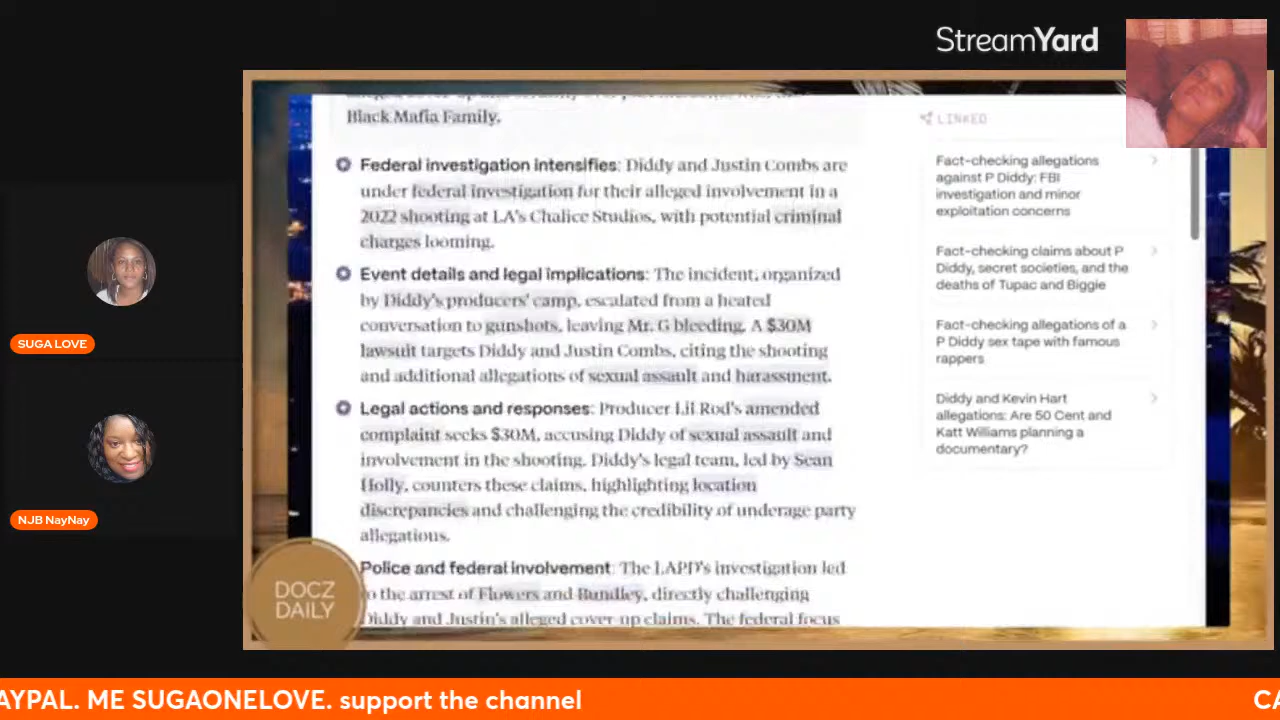 StreamYard
Black Mafia Family.
Federal investigation intensifies: Diddy and Justin Combs are
under federal investigation for their alleged involvement in a
2022 shooting at LA's Chalice Studios, with potential criminal
charges looming.
Event details and legal implications: The incident, organized
by Diddy's producers' camp, escalated from a heated
conversation to gunshots, leaving Mr. G bleeding. A $30M
lawsuit targets Diddy and Justin Combs, citing the shooting
and additional allegations of sexual assault and harassment.
Legal actions and responses: Producer Lil Rod's amended
complaint seeks $30M, accusing Diddy of sexual assault and
involvement in the shooting. Diddy's legal team, led by Sean
Holly, counters these claims, highlighting location
discrepancies and challenging the credibility of underage party
allegations.
Police and federal involvement: The LAPD's investigation led
to the arrest of Flowers and Bundley, directly challenging
Diddy and Justin's alleged cover-up claims. The federal focus
LINKED
Fact-checking allegations
against P Diddy: FBI
investigation and minor
exploitation concerns
Fact-checking claims about P
Diddy, secret societies, and the
deaths of Tupac and Biggie
Fact-checking allegations of a
P Diddy sex tape with famous
rappers
Diddy and Kevin Hart
allegations: Are 50 Cent and
Katt Williams planning a
documentary?
SUGA LOVE
NJB NayNay
DOCZ
DAILY
AYPAL. ME SUGAONELOVE. support the channel
CA